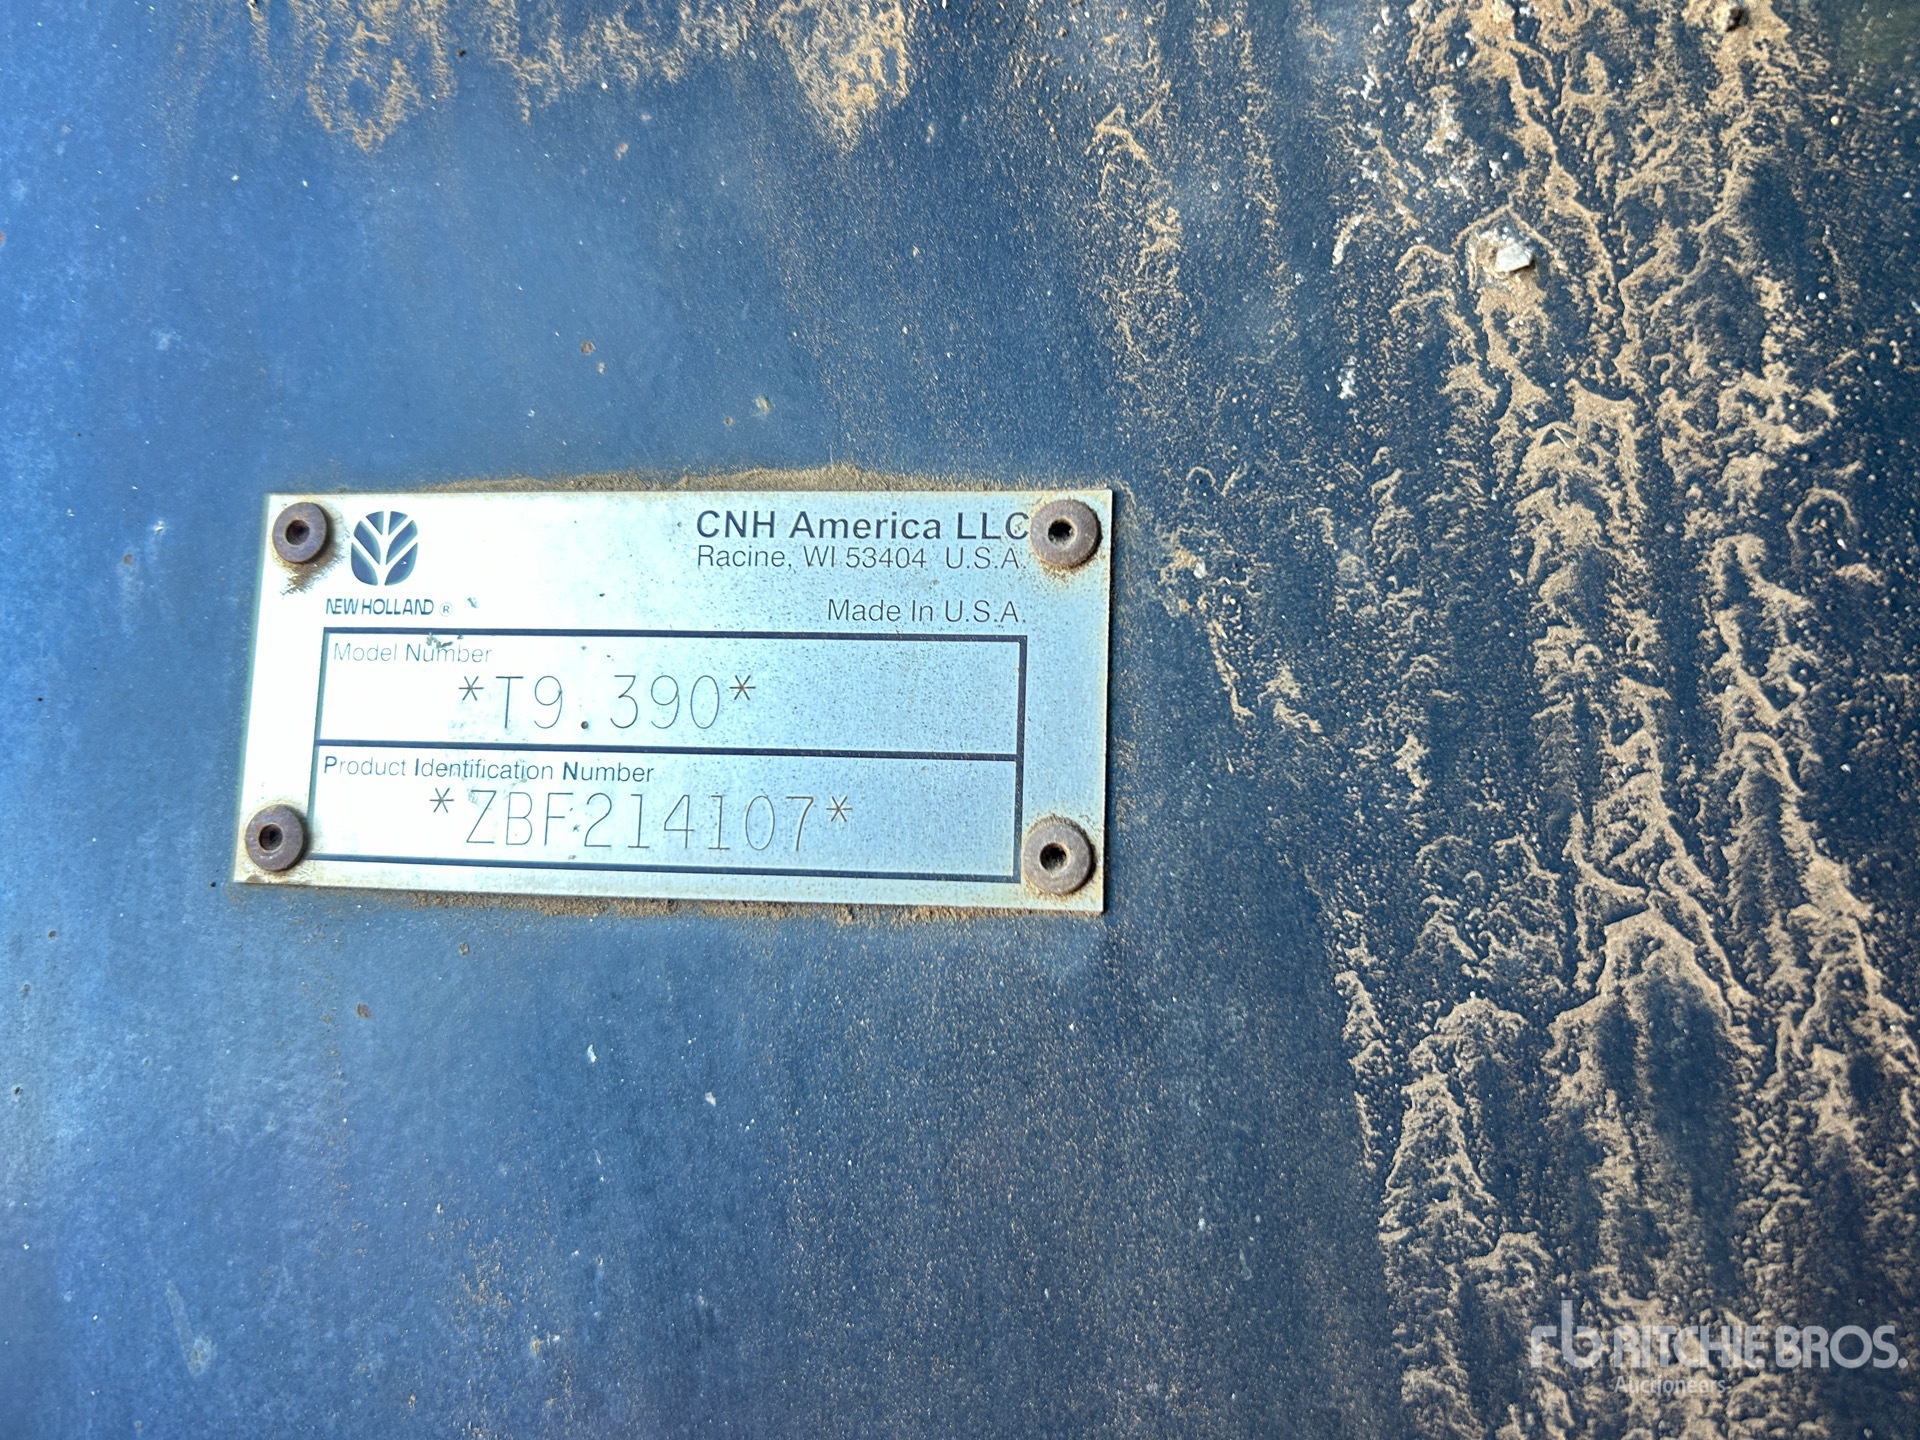 CNH America LLC
Racine, WI 53404 U.S.A.
NEW HOLLAND ®
Made In U.S.A.
Model Number
*T9.390*
Product Identification Number
*ZBF214107*
rb RITCHIE BROS.
Auctioneers